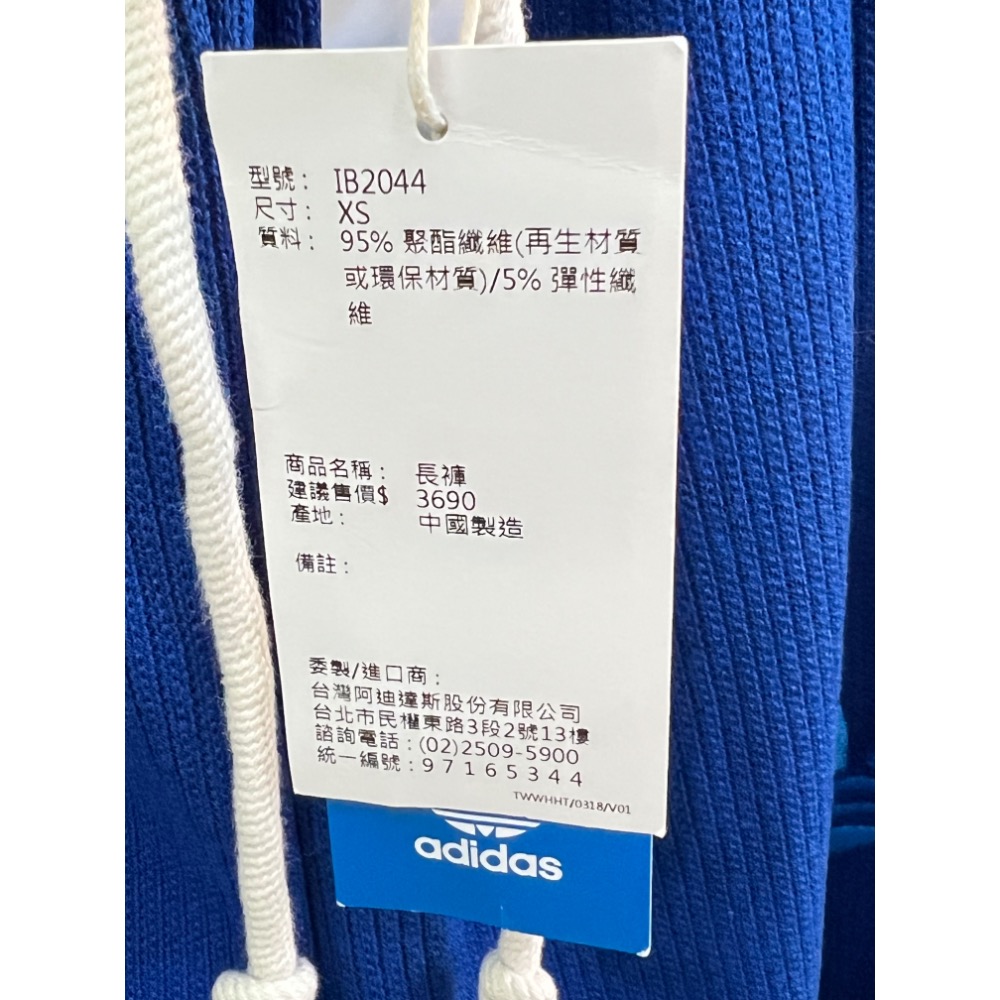 型號： IB2044
尺寸： XS
質料： 95% 聚酯纖維(再生材質
或環保材質)/5% 彈性纖
維
商品名稱： 長褲
建議售價$ 3690
產地： 中國製造
備註：
委製/進口商：
台灣阿迪達斯股份有限公司
台北市民權東路3段2號13樓
諮詢電話：(02)2509-5900
統一編號：97165344
TWWHHT/0318/V01
adidas